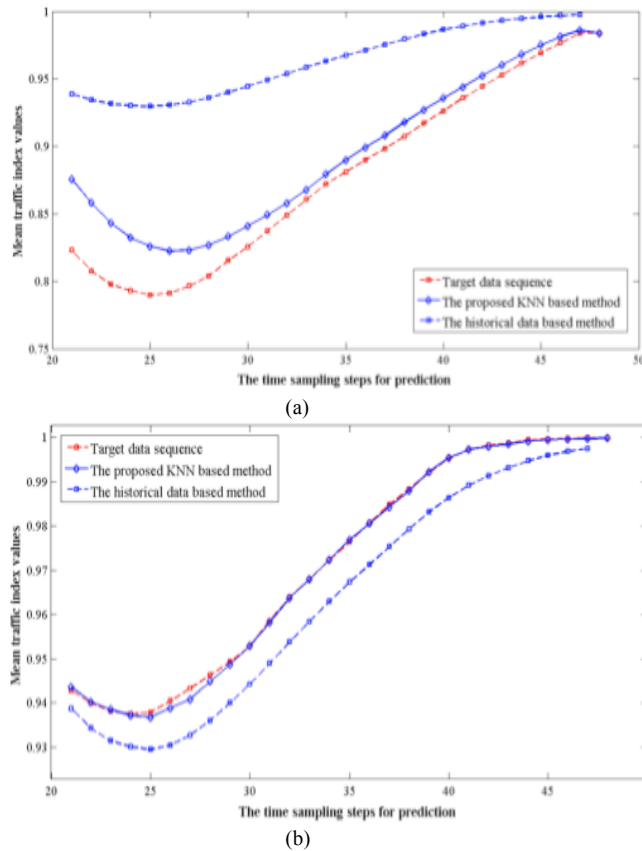 1
0.95
0.9
0.85
0.8
0.75
Mean traffic index values
Target data sequence
The proposed KNN based method
The historical data based method
20 25 30 35 40 45 50
The time sampling steps for prediction
(a)
1
0.99
0.98
0.97
0.96
0.95
0.94
0.93
Mean traffic index values
Target data sequence
The proposed KNN based method
The historical data based method
20 25 30 35 40 45
The time sampling steps for prediction
(b)